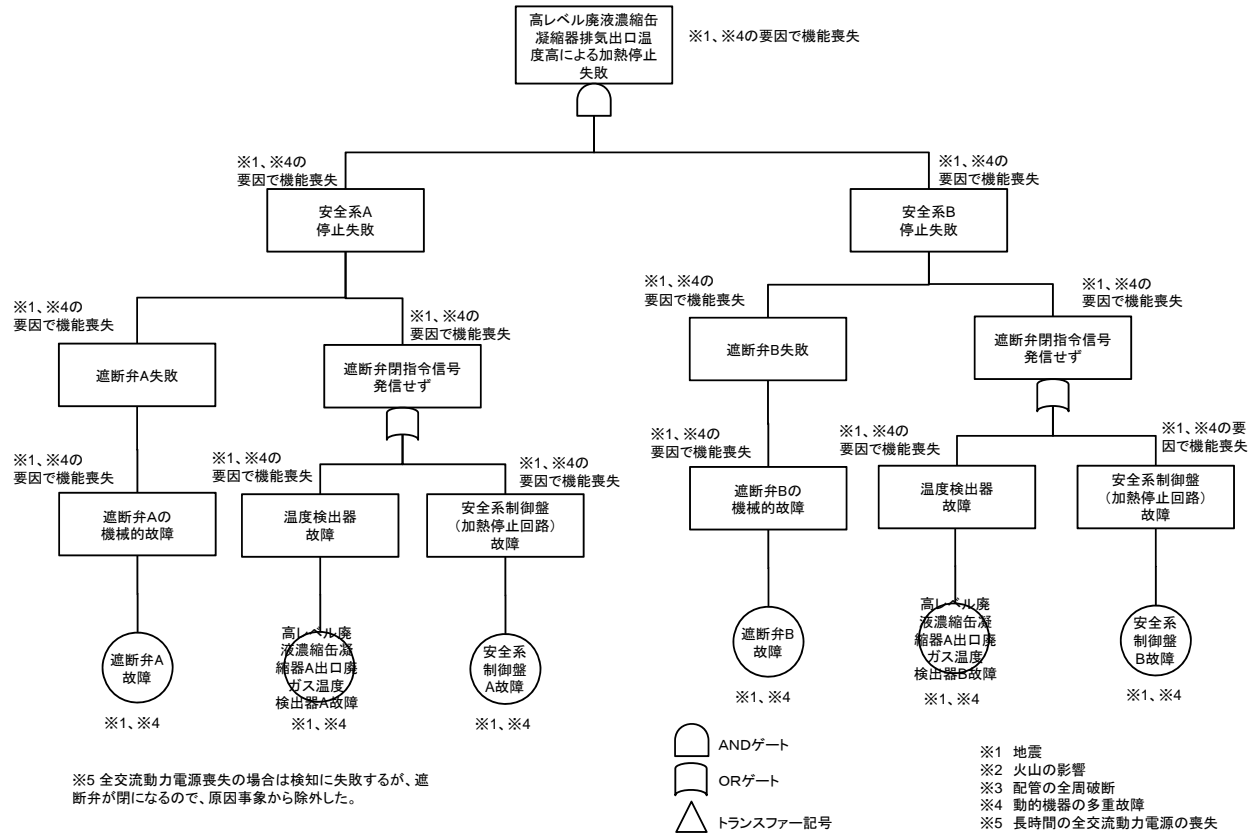 高レベル廃液濃縮缶
凝縮器排気出口温
度高による加熱停止
失敗
※1、※4の要因で機能喪失
※1、※4の
要因で機能喪失
安全系A
停止失敗
※1、※4の
要因で機能喪失
安全系B
停止失敗
※1、※4の
要因で機能喪失
遮断弁A失敗
※1、※4の
要因で機能喪失
遮断弁閉指令信号
発信せず
※1、※4の
要因で機能喪失
遮断弁B失敗
※1、※4の
要因で機能喪失
遮断弁閉指令信号
発信せず
※1、※4の
要因で機能喪失
遮断弁Aの
機械的故障
※1、※4の
要因で機能喪失
温度検出器
故障
※1、※4の
要因で機能喪失
安全系制御盤
（加熱停止回路）
故障
※1、※4の
要因で機能喪失
遮断弁Bの
機械的故障
※1、※4の
要因で機能喪失
温度検出器
故障
※1、※4の要
因で機能喪失
安全系制御盤
（加熱停止回路）
故障
遮断弁A
故障
※1、※4
高レベル廃
液濃縮缶凝
縮器A出口廃
ガス温度
検出器A故障
※1、※4
安全系
制御盤
A故障
※1、※4
遮断弁B
故障
※1、※4
高レベル廃
液濃縮缶凝
縮器A出口廃
ガス温度
検出器B故障
※1、※4
安全系
制御盤
B故障
※1、※4
※5 全交流動力電源喪失の場合は検知に失敗するが、遮
断弁が閉になるので、原因事象から除外した。
ANDゲート
ORゲート
トランスファー記号
※1 地震
※2 火山の影響
※3 配管の全周破断
※4 動的機器の多重故障
※5 長時間の全交流動力電源の喪失